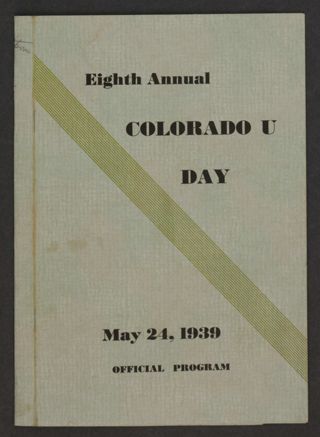 Eighth Annual
COLORADO U
DAY
May 24, 1939
OFFICIAL PROGRAM